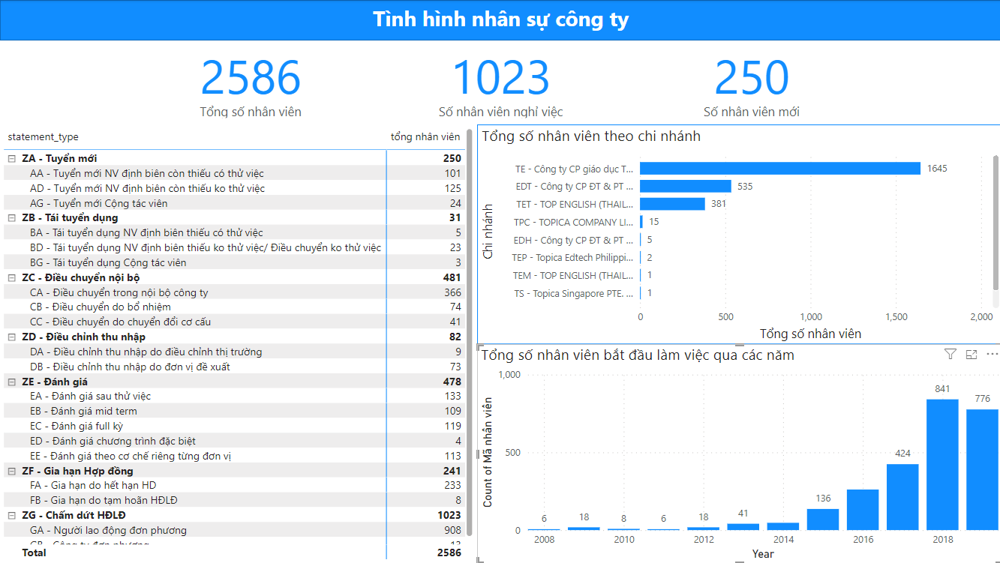 Tình hình nhân sự công ty
2586
Tổng số nhân viên
1023
Số nhân viên nghỉ việc
250
Số nhân viên mới
statement_type tổng nhân viên
ZA - Tuyển mới 250
AA - Tuyển mới NV định biên còn thiếu có thử việc 101
AD - Tuyển mới NV định biên còn thiếu ko thử việc 125
AG - Tuyển mới Cộng tác viên 24
ZB - Tái tuyển dụng 31
BA - Tái tuyển dụng NV định biên thiếu có thử việc 5
BD - Tái tuyển dụng NV định biên thiếu ko thử việc/ Điều chuyển ko thử việc 23
BG - Tái tuyển dụng Cộng tác viên 3
ZC - Điều chuyển nội bộ 481
CA - Điều chuyển trong nội bộ công ty 366
CB - Điều chuyển do bổ nhiệm 74
CC - Điều chuyển do chuyển đổi cơ cấu 41
ZD - Điều chỉnh thu nhập 82
DA - Điều chỉnh thu nhập do điều chỉnh thị trường 9
DB - Điều chỉnh thu nhập do đơn vị đề xuất 73
ZE - Đánh giá 478
EA - Đánh giá sau thử việc 133
EB - Đánh giá mid term 109
EC - Đánh giá full kỳ 119
ED - Đánh giá chương trình đặc biệt 4
EE - Đánh giá theo cơ chế riêng từng đơn vị 113
ZF - Gia hạn Hợp đồng 241
FA - Gia hạn do hết hạn HD 233
FB - Gia hạn do tạm hoãn HĐLĐ 8
ZG - Chấm dứt HĐLĐ 1023
GA - Người lao động đơn phương 908
Total 2586
Tổng số nhân viên theo chi nhánh
Chi nhánh
TE - Công ty CP giáo dục T... 1645
EDT - Công ty CP ĐT & PT ... 535
TET - TOP ENGLISH (THAIL... 381
TPC - TOPICA COMPANY LI... 15
EDH - Công ty CP ĐT & PT ... 5
TEP - Topica Edtech Philippi... 2
TEM - TOP ENGLISH (THAIL... 1
TS - Topica Singapore PTE. ... 1
0 500 1,000 1,500 2,000
Tổng số nhân viên
Tổng số nhân viên bắt đầu làm việc qua các năm
Count of Mã nhân viên
1,000
500
0
6 18 8 6 18 41 136 424 841 776
2008 2010 2012 2014 2016 2018
Year